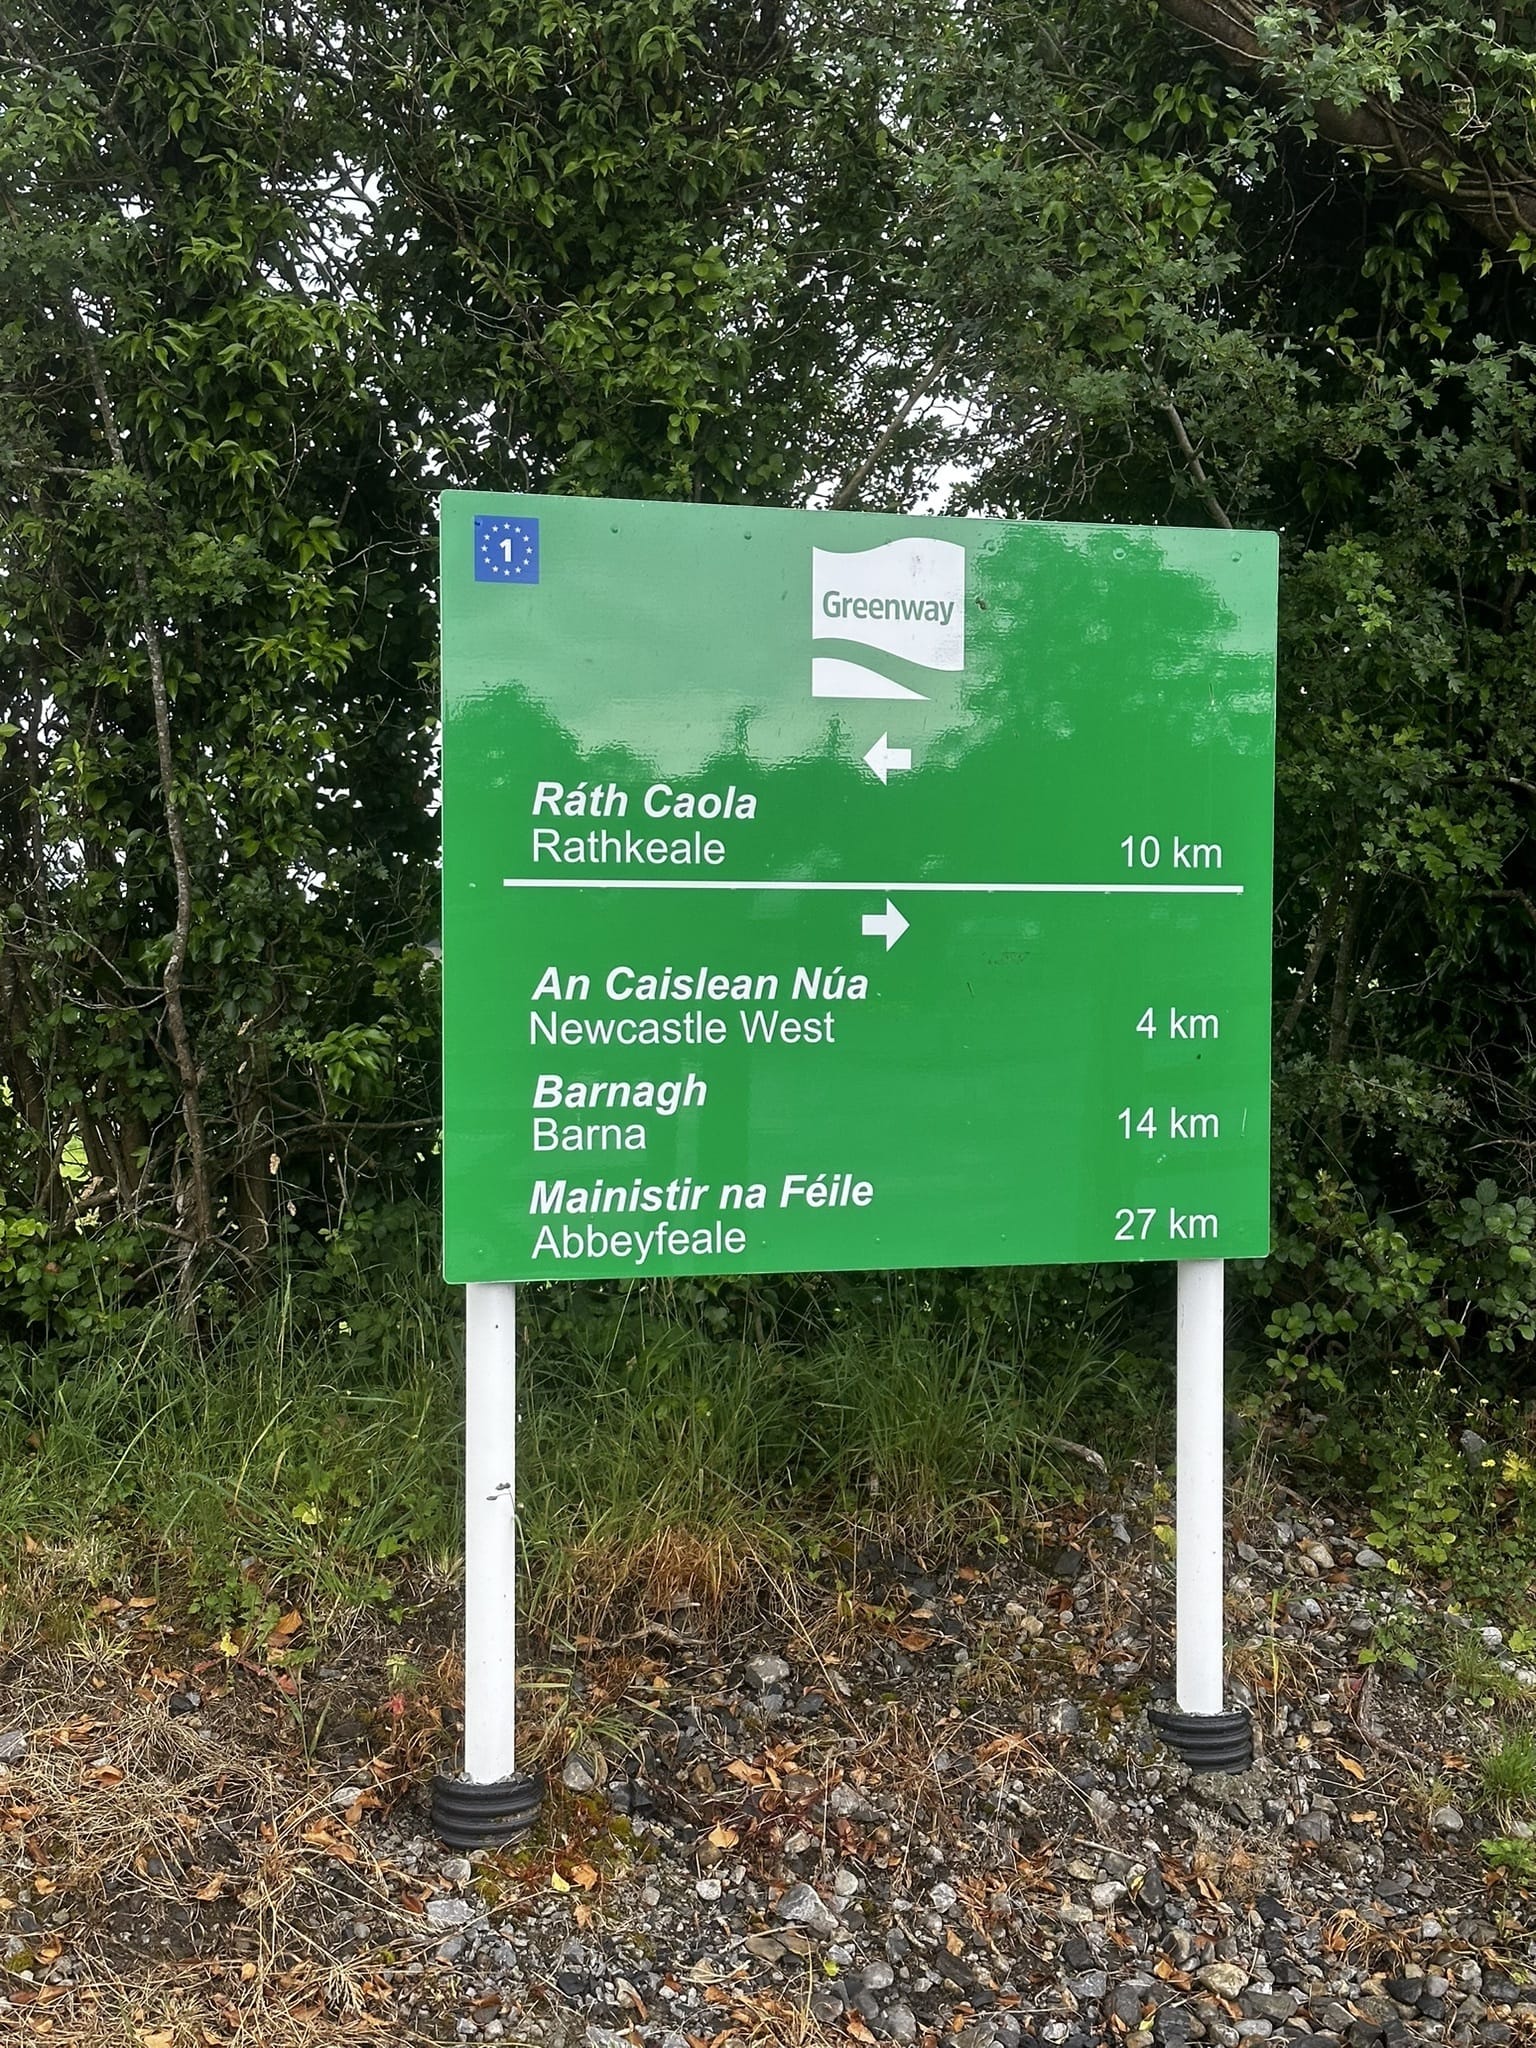 1
Greenway
Ráth Caola
Rathkeale 10 km
An Caislean Núa
Newcastle West 4 km
Barnagh
Barna 14 km
Mainistir na Féile
Abbeyfeale 27 km